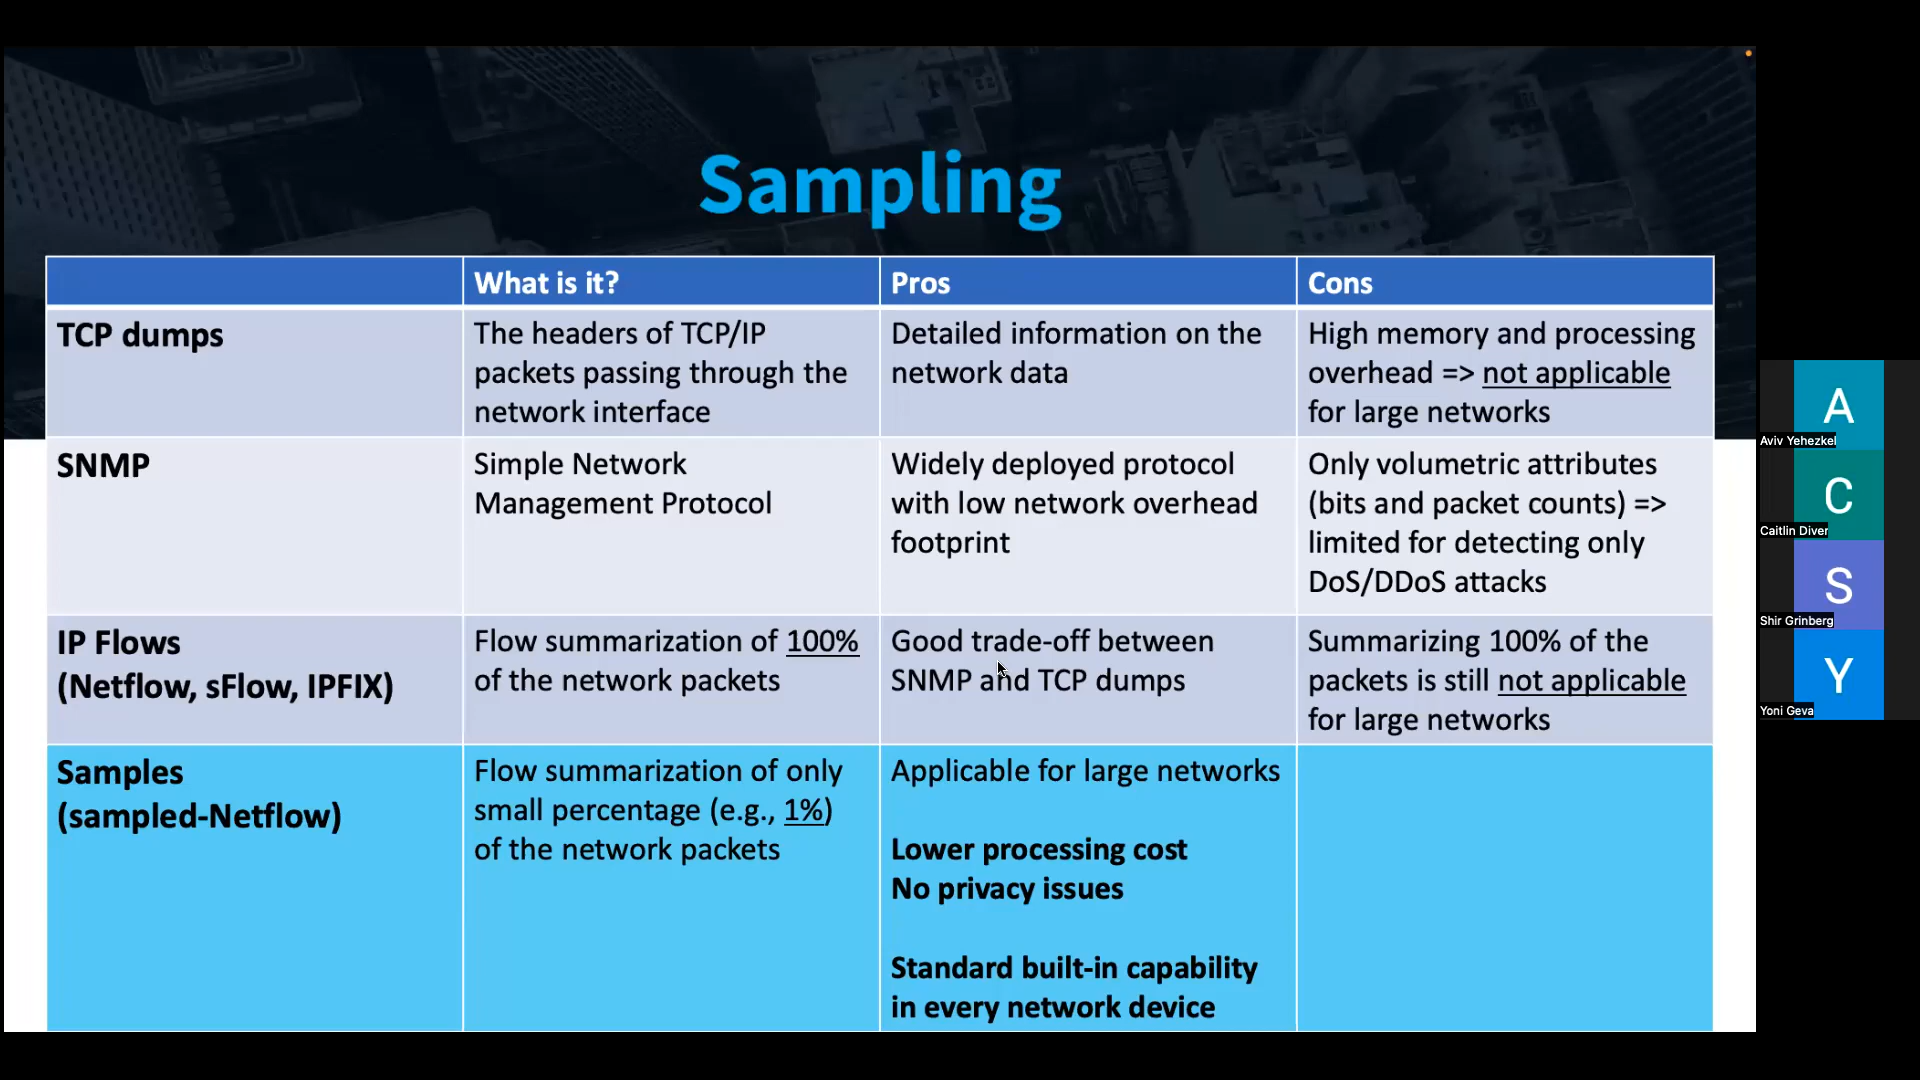 Sampling
What is it?
Pros
Cons
TCP dumps
The headers of TCP/IP
packets passing through the
network interface
Detailed information on the
network data
High memory and processing
overhead => not applicable
for large networks
SNMP
Simple Network
Management Protocol
Widely deployed protocol
with low network overhead
footprint
Only volumetric attributes
(bits and packet counts) =>
limited for detecting only
DoS/DDoS attacks
IP Flows
(Netflow, sFlow, IPFIX)
Flow summarization of 100%
of the network packets
Good trade-off between
SNMP and TCP dumps
Summarizing 100% of the
packets is still not applicable
for large networks
Samples
(sampled-Netflow)
Flow summarization of only
small percentage (e.g., 1%)
of the network packets
Applicable for large networks
Lower processing cost
No privacy issues
Standard built-in capability
in every network device
A
Aviv Yehezkel
C
Caitlin Diver
S
Shir Grinberg
Y
Yoni Geva